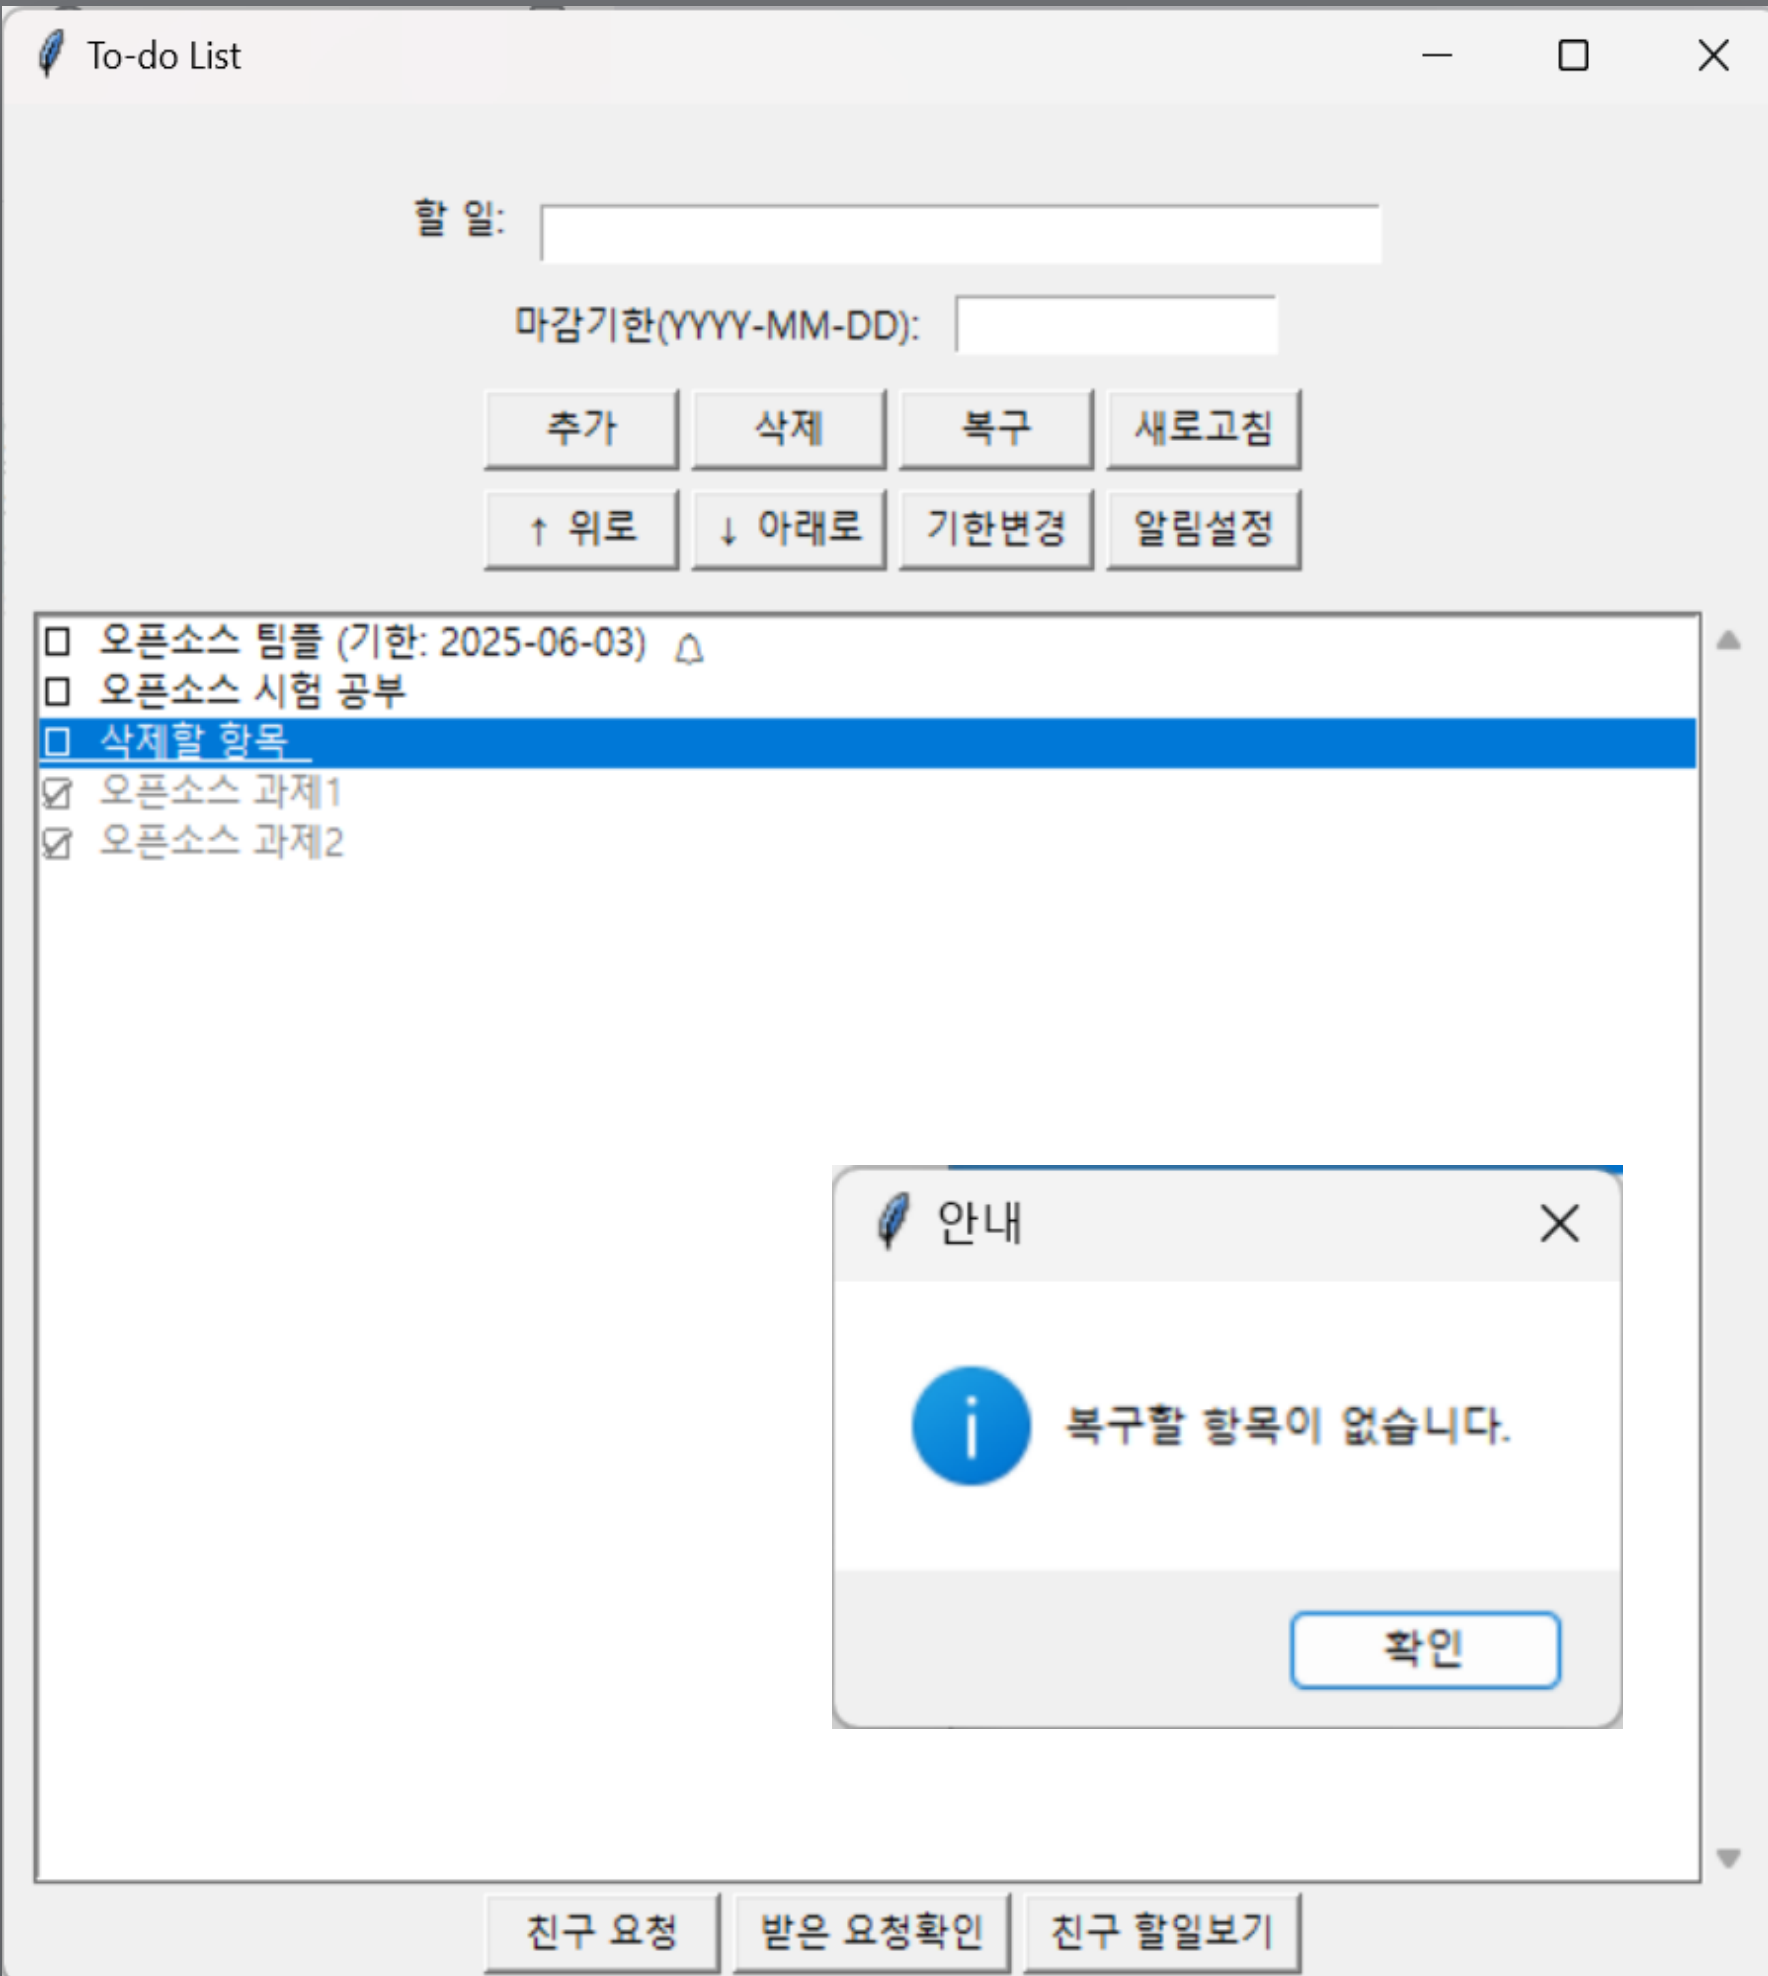 To-do List
할 일:
마감기한(YYYY-MM-DD):
추가 삭제 복구 새로고침
↑ 위로 ↓ 아래로 기한변경 알림설정
☐ 오픈소스 팀플 (기한: 2025-06-03) 🔔
☐ 오픈소스 시험 공부
☐ 삭제할 항목
☑ 오픈소스 과제1
☑ 오픈소스 과제2
안내
복구할 항목이 없습니다.
확인
친구 요청 받은 요청확인 친구 할일보기